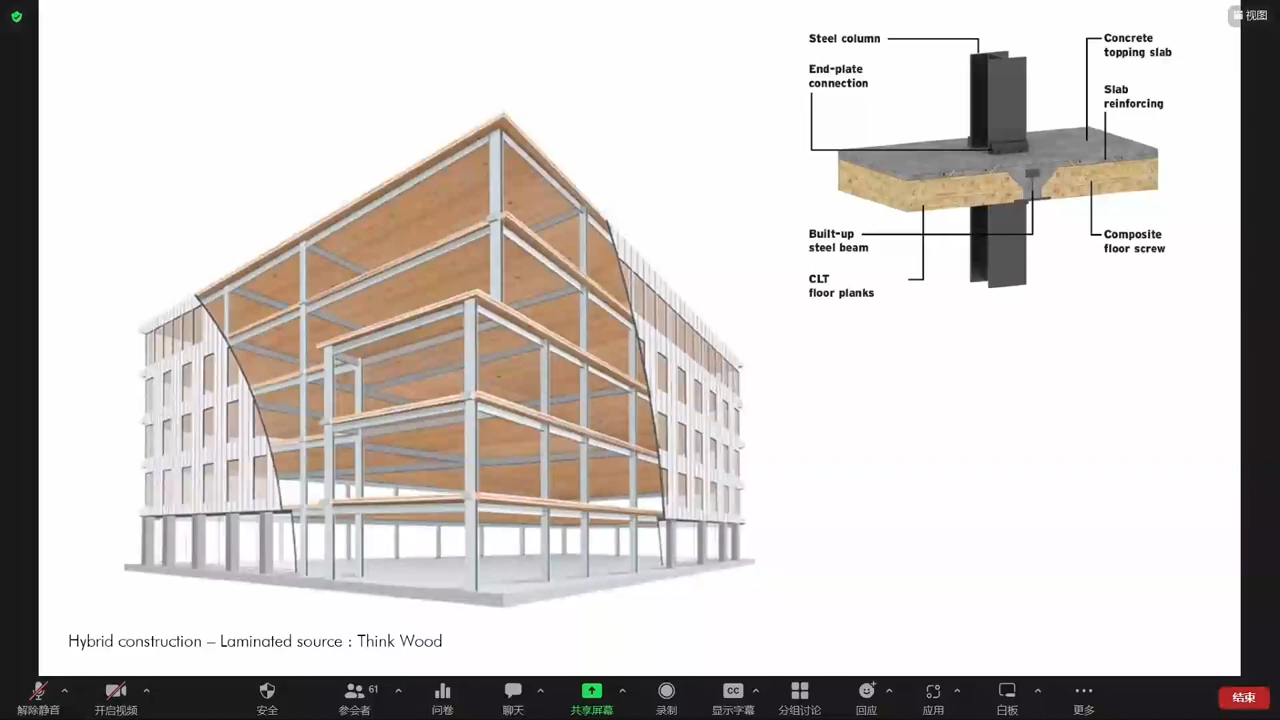 视图
Steel column
End-plate
connection
Concrete
topping slab
Slab
reinforcing
Built-up
steel beam
CLT
floor planks
Composite
floor screw
Hybrid construction – Laminated source : Think Wood
解除静音
开启视频
安全
61
参会者
问卷
聊天
共享屏幕
录制
CC
显示字幕
分组讨论
回应
应用
白板
更多
结束